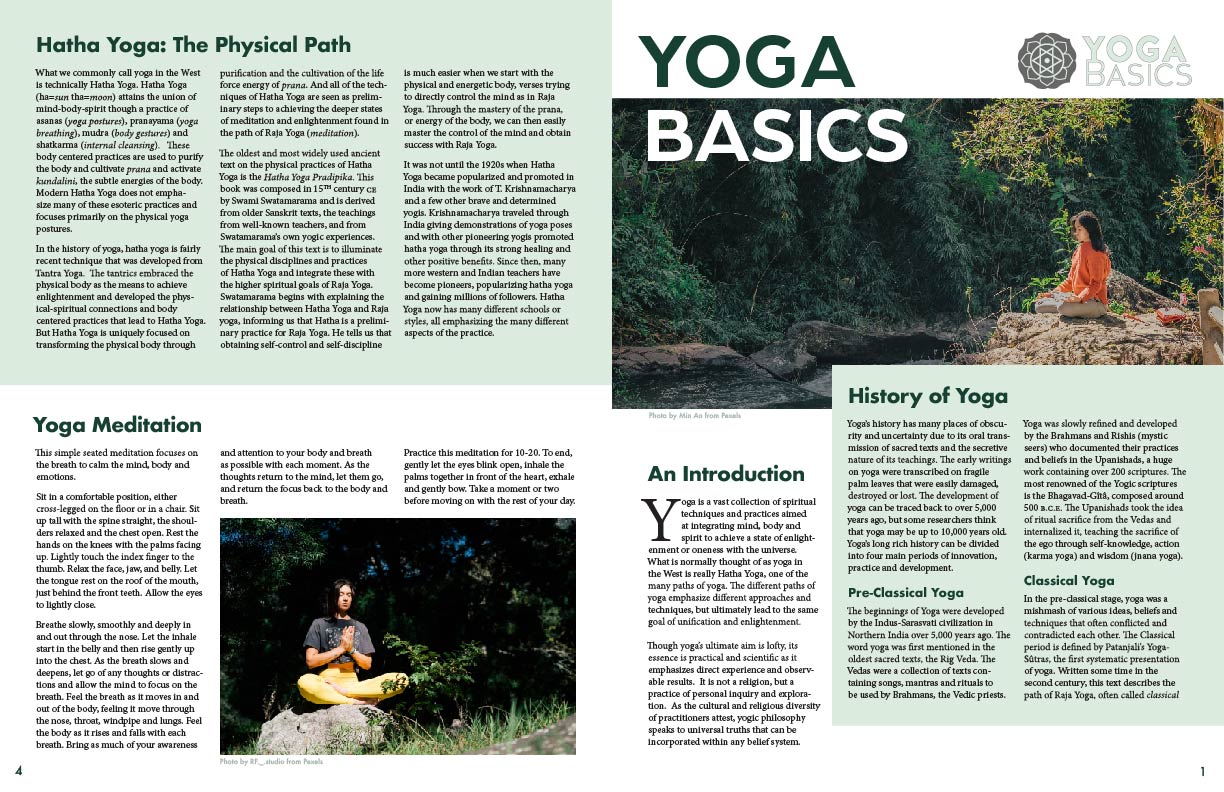 Hatha Yoga: The Physical Path
What we commonly call yoga in the West
is technically Hatha Yoga. Hatha Yoga
(ha=sun tha=moon) attains the union of
mind-body-spirit though a practice of
asanas (yoga postures), pranayama (yoga
breathing), mudra (body gestures) and
shatkarma (internal cleansing). These
body centered practices are used to purify
the body and cultivate prana and activate
kundalini, the subtle energies of the body.
Modern Hatha Yoga does not empha-
size many of these esoteric practices and
focuses primarily on the physical yoga
postures.
In the history of yoga, hatha yoga is fairly
recent technique that was developed from
Tantra Yoga. The tantrics embraced the
physical body as the means to achieve
enlightenment and developed the phys-
ical-spiritual connections and body
centered practices that lead to Hatha Yoga.
But Hatha Yoga is uniquely focused on
transforming the physical body through
purification and the cultivation of the life
force energy of prana. And all of the tech-
niques of Hatha Yoga are seen as prelim-
inary steps to achieving the deeper states
of meditation and enlightenment found in
the path of Raja Yoga (meditation).
The oldest and most widely used ancient
text on the physical practices of Hatha
Yoga is the Hatha Yoga Pradipika. This
book was composed in 15TH century CE
by Swami Swatamarama and is derived
from older Sanskrit texts, the teachings
from well-known teachers, and from
Swatamarama's own yogic experiences.
The main goal of this text is to illuminate
the physical disciplines and practices
of Hatha Yoga and integrate these with
the higher spiritual goals of Raja Yoga.
Swatamarama begins with explaining the
relationship between Hatha Yoga and Raja
yoga, informing us that Hatha is a prelimi-
nary practice for Raja Yoga. He tells us that
obtaining self-control and self-discipline
is much easier when we start with the
physical and energetic body, verses trying
to directly control the mind as in Raja
Yoga. Through the mastery of the prana,
or energy of the body, we can then easily
master the control of the mind and obtain
success with Raja Yoga.
It was not until the 1920s when Hatha
Yoga became popularized and promoted in
India with the work of T. Krishnamacharya
and a few other brave and determined
yogis. Krishnamacharya traveled through
India giving demonstrations of yoga poses
and with other pioneering yogis promoted
hatha yoga through its strong healing and
other positive benefits. Since then, many
more western and Indian teachers have
become pioneers, popularizing hatha yoga
and gaining millions of followers. Hatha
Yoga now has many different schools or
styles, all emphasizing the many different
aspects of the practice.
Yoga Meditation
This simple seated meditation focuses on
the breath to calm the mind, body and
emotions.
Sit in a comfortable position, either
cross-legged on the floor or in a chair. Sit
up tall with the spine straight, the shoul-
ders relaxed and the chest open. Rest the
hands on the knees with the palms facing
up. Lightly touch the index finger to the
thumb. Relax the face, jaw, and belly. Let
the tongue rest on the roof of the mouth,
just behind the front teeth. Allow the eyes
to lightly close.
Breathe slowly, smoothly and deeply in
and out through the nose. Let the inhale
start in the belly and then rise gently up
into the chest. As the breath slows and
deepens, let go of any thoughts or distrac-
tions and allow the mind to focus on the
breath. Feel the breath as it moves in and
out of the body, feeling it move through
the nose, throat, windpipe and lungs. Feel
the body as it rises and falls with each
breath. Bring as much of your awareness
and attention to your body and breath
as possible with each moment. As the
thoughts return to the mind, let them go,
and return the focus back to the body and
breath.
Practice this meditation for 10-20. To end,
gently let the eyes blink open, inhale the
palms together in front of the heart, exhale
and gently bow. Take a moment or two
before moving on with the rest of your day.
Photo by RF._.studio from Pexels
4
YOGA
BASICS
YOGA
BASICS
Photo by Min An from Pexels
An Introduction
Yoga is a vast collection of spiritual
techniques and practices aimed
at integrating mind, body and
spirit to achieve a state of enlight-
enment or oneness with the universe.
What is normally thought of as yoga in
the West is really Hatha Yoga, one of the
many paths of yoga. The different paths of
yoga emphasize different approaches and
techniques, but ultimately lead to the same
goal of unification and enlightenment.
Though yoga's ultimate aim is lofty, its
essence is practical and scientific as it
emphasizes direct experience and observ-
able results. It is not a religion, but a
practice of personal inquiry and explora-
tion. As the cultural and religious diversity
of practitioners attest, yogic philosophy
speaks to universal truths that can be
incorporated within any belief system.
History of Yoga
Yoga's history has many places of obscu-
rity and uncertainty due to its oral trans-
mission of sacred texts and the secretive
nature of its teachings. The early writings
on yoga were transcribed on fragile
palm leaves that were easily damaged,
destroyed or lost. The development of
yoga can be traced back to over 5,000
years ago, but some researchers think
that yoga may be up to 10,000 years old.
Yoga's long rich history can be divided
into four main periods of innovation,
practice and development.
Pre-Classical Yoga
The beginnings of Yoga were developed
by the Indus-Sarasvati civilization in
Northern India over 5,000 years ago. The
word yoga was first mentioned in the
oldest sacred texts, the Rig Veda. The
Vedas were a collection of texts con-
taining songs, mantras and rituals to
be used by Brahmans, the Vedic priests.
Yoga was slowly refined and developed
by the Brahmans and Rishis (mystic
seers) who documented their practices
and beliefs in the Upanishads, a huge
work containing over 200 scriptures. The
most renowned of the Yogic scriptures
is the Bhagavad-Gîtâ, composed around
500 B.C.E. The Upanishads took the idea
of ritual sacrifice from the Vedas and
internalized it, teaching the sacrifice of
the ego through self-knowledge, action
(karma yoga) and wisdom (jnana yoga).
Classical Yoga
In the pre-classical stage, yoga was a
mishmash of various ideas, beliefs and
techniques that often conflicted and
contradicted each other. The Classical
period is defined by Patanjali's Yoga-
Sûtras, the first systematic presentation
of yoga. Written some time in the
second century, this text describes the
path of Raja Yoga, often called classical
1